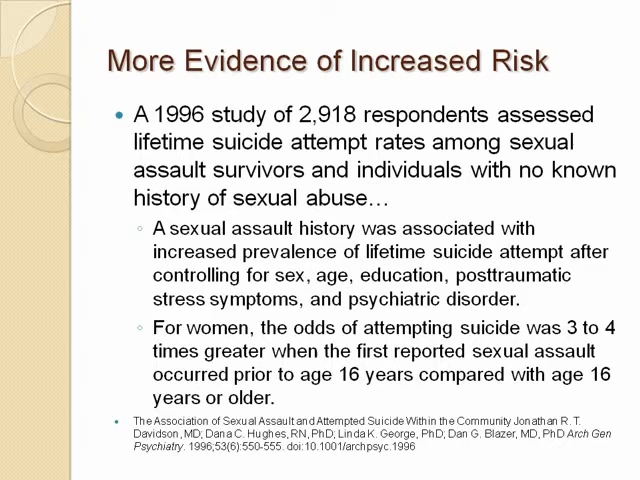 More Evidence of Increased Risk
A 1996 study of 2,918 respondents assessed
lifetime suicide attempt rates among sexual
assault survivors and individuals with no known
history of sexual abuse…
A sexual assault history was associated with
increased prevalence of lifetime suicide attempt after
controlling for sex, age, education, posttraumatic
stress symptoms, and psychiatric disorder.
For women, the odds of attempting suicide was 3 to 4
times greater when the first reported sexual assault
occurred prior to age 16 years compared with age 16
years or older.
The Association of Sexual Assault and Attempted Suicide Within the Community Jonathan R. T.
Davidson, MD; Dana C. Hughes, RN, PhD; Linda K. George, PhD; Dan G. Blazer, MD, PhD Arch Gen
Psychiatry. 1996;53(6):550-555. doi:10.1001/archpsyc.1996